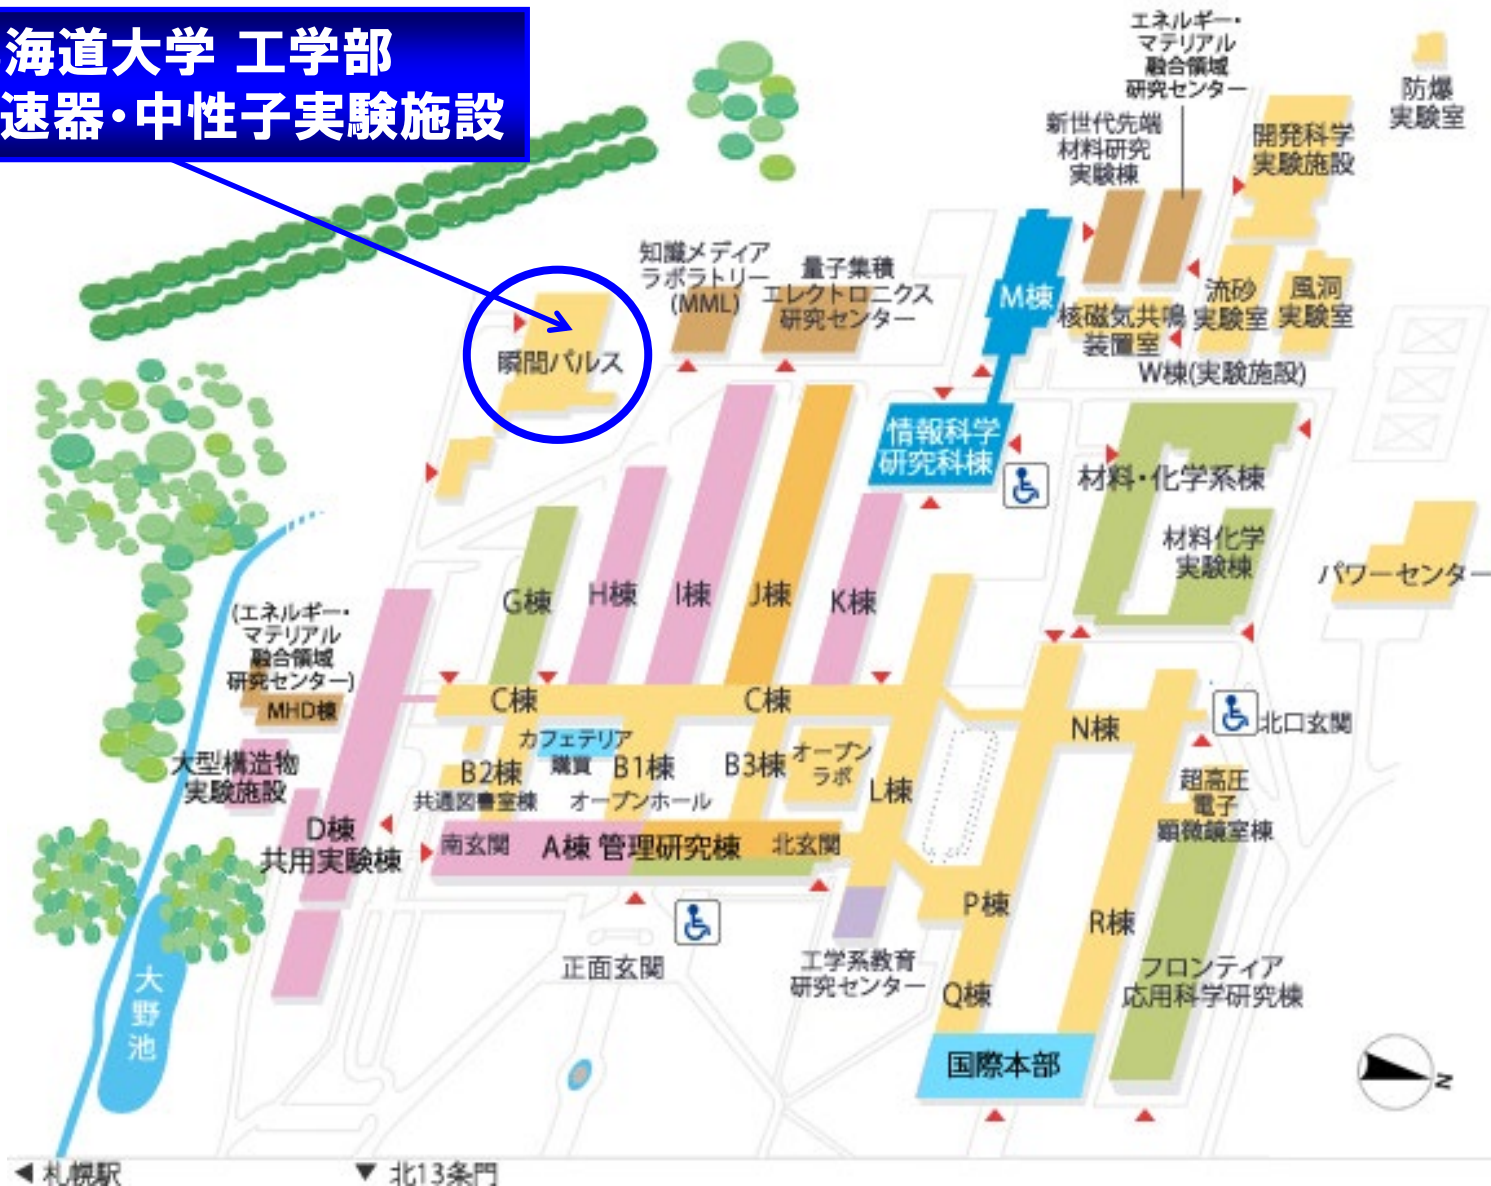 海道大学 工学部
速器・中性子実験施設
エネルギー・
マテリアル
融合領域
研究センター
防爆
実験室
新世代先端
材料研究
実験棟
開発科学
実験施設
知識メディア
ラボラトリー
(MML)
量子集積
エレクトロニクス
研究センター
M棟
核磁気共鳴
装置室
流砂
実験室
風洞
実験室
W棟(実験施設)
瞬間パルス
情報科学
研究科棟
材料・化学系棟
材料化学
実験棟
パワーセンター
G棟
H棟
I棟
J棟
K棟
(エネルギー・
マテリアル
融合領域
研究センター)
MHD棟
C棟
C棟
N棟
北口玄関
大型構造物
実験施設
カフェテリア
購買
B2棟
共通図書室棟
B1棟
オープンホール
B3棟
オープン
ラボ
L棟
超高圧
電子
顕微鏡室棟
D棟
共用実験棟
南玄関
A棟 管理研究棟
北玄関
P棟
R棟
正面玄関
工学系教育
研究センター
Q棟
フロンティア
応用科学研究棟
大野池
国際本部
N
◀ 札幌駅
▼ 北13条門